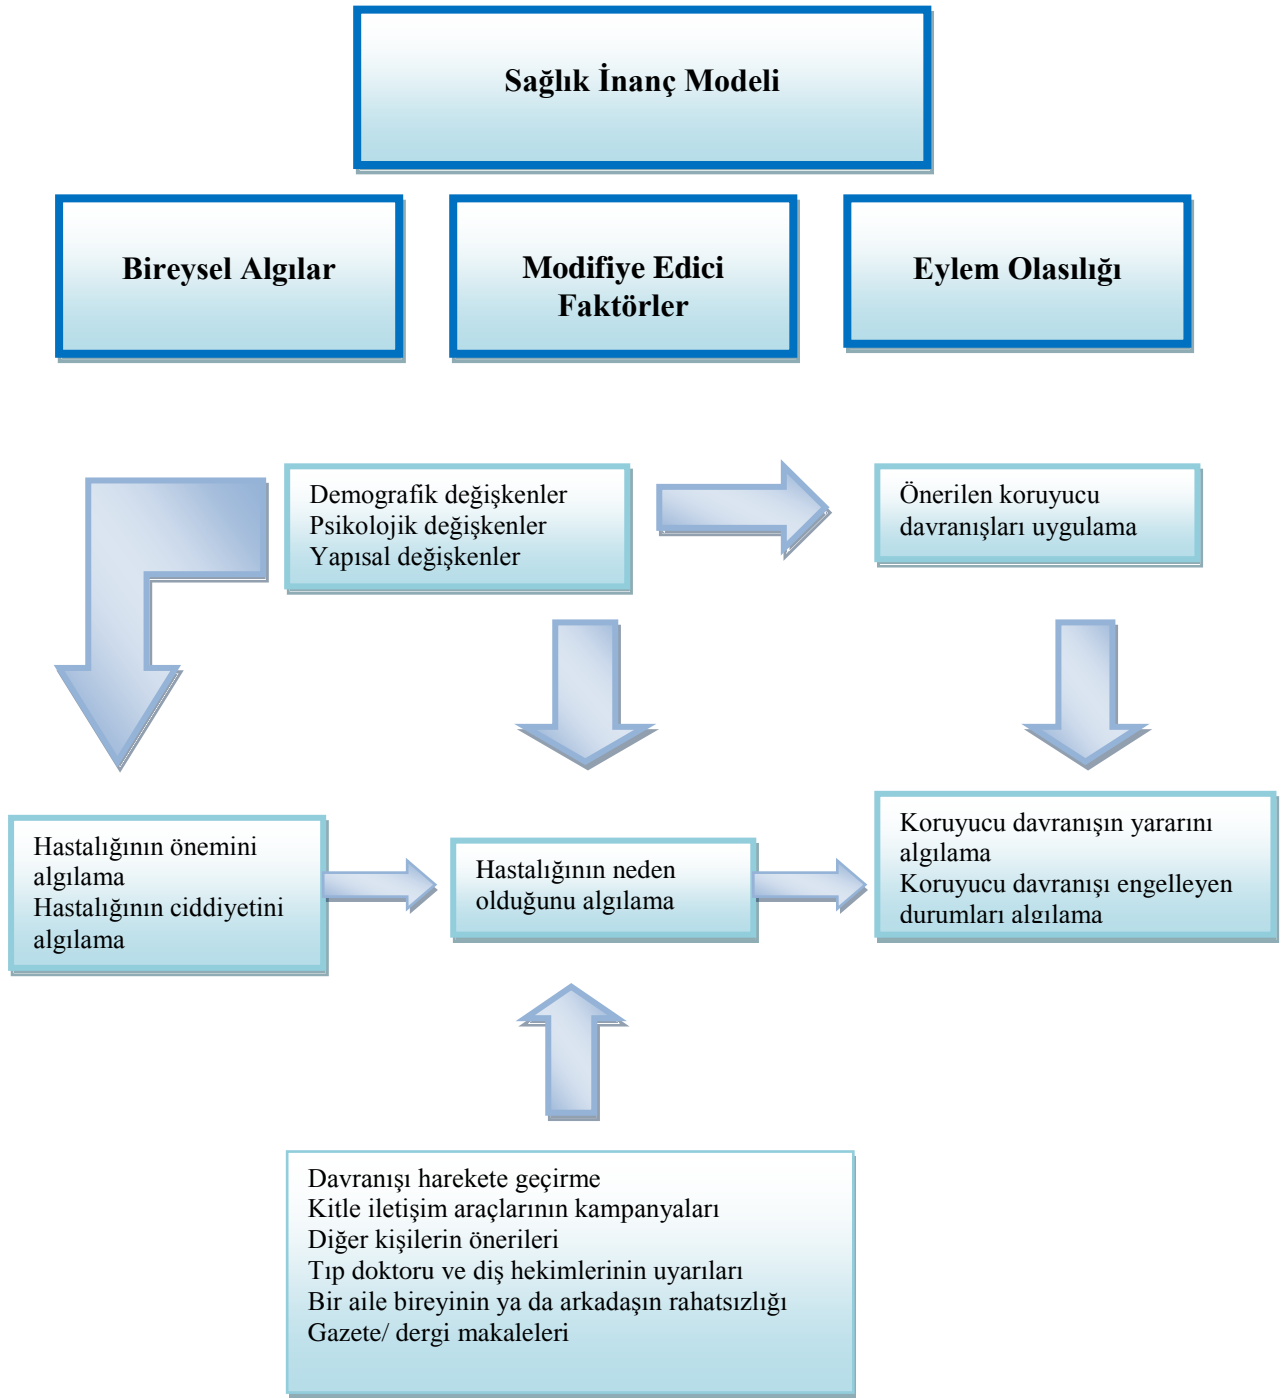 Sağlık İnanç Modeli
Bireysel Algılar
Modifiye Edici
Faktörler
Eylem Olasılığı
Demografik değişkenler
Psikolojik değişkenler
Yapısal değişkenler
Önerilen koruyucu
davranışları uygulama
Hastalığının önemini
algılama
Hastalığının ciddiyetini
algılama
Hastalığının neden
olduğunu algılama
Koruyucu davranışın yararını
algılama
Koruyucu davranışı engelleyen
durumları algılama
Davranışı harekete geçirme
Kitle iletişim araçlarının kampanyaları
Diğer kişilerin önerileri
Tıp doktoru ve diş hekimlerinin uyarıları
Bir aile bireyinin ya da arkadaşın rahatsızlığı
Gazete/ dergi makaleleri